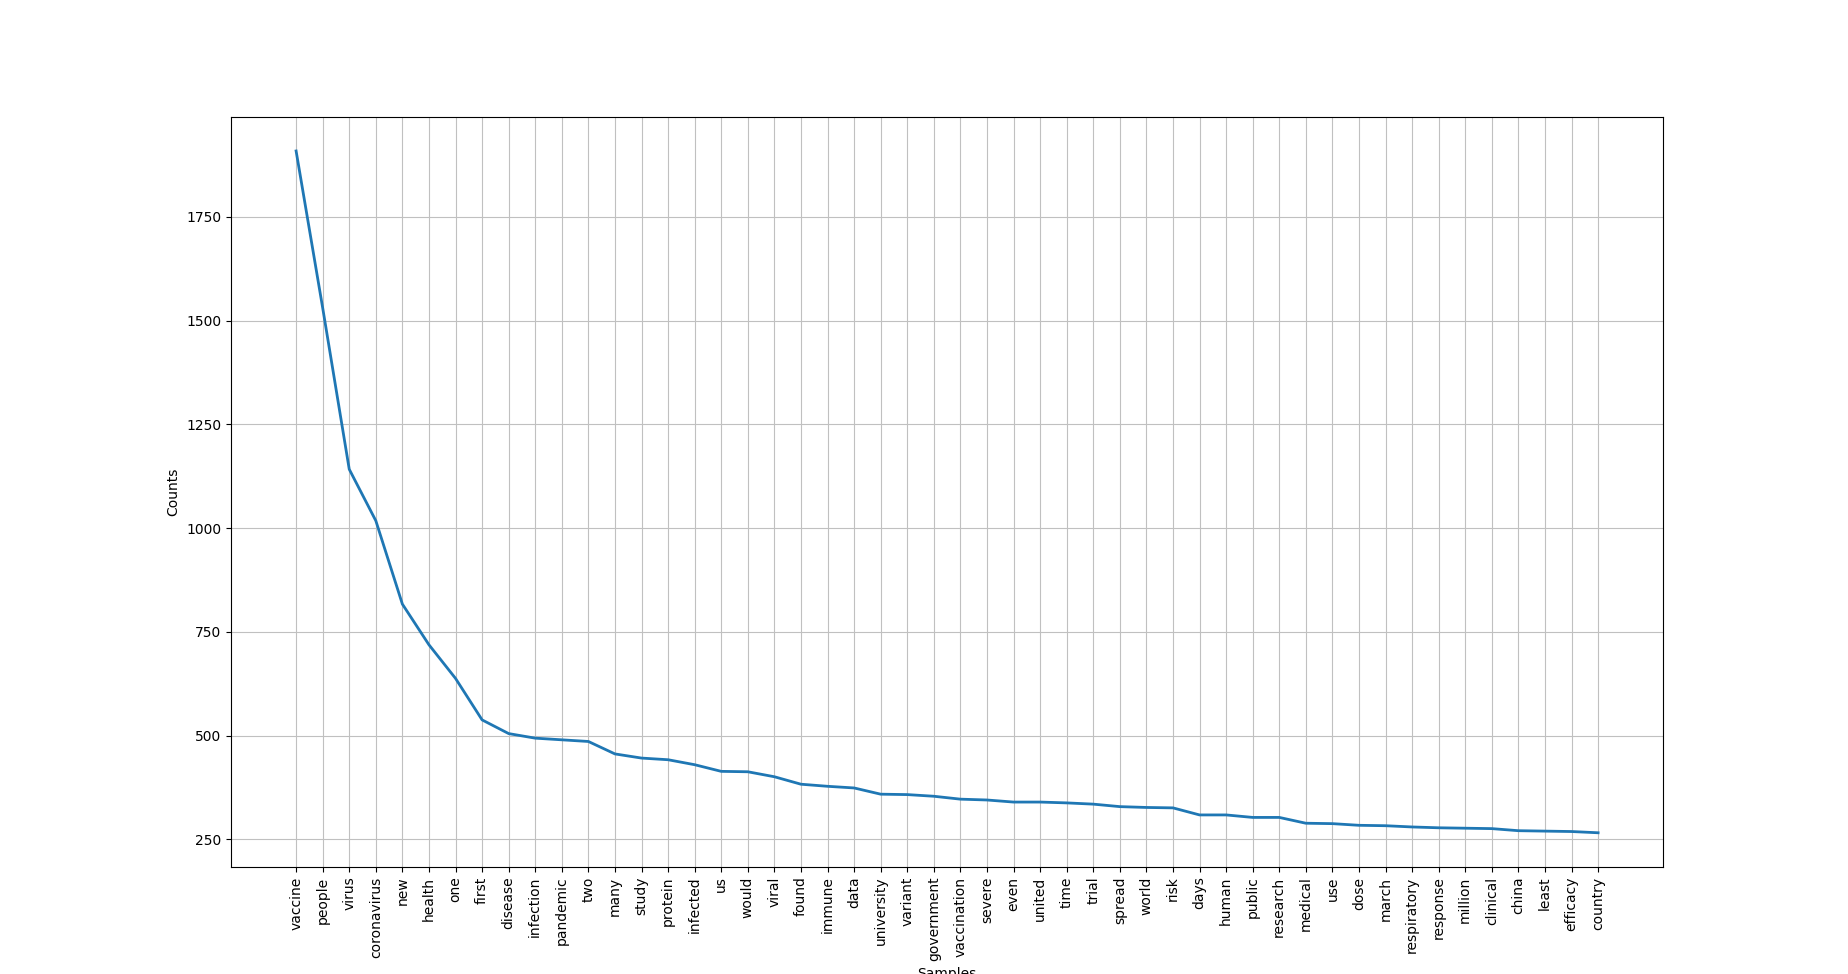 1750
1500
1250
1000
750
500
250
Counts
vaccine
people
virus
coronavirus
new
health
one
first
disease
infection
pandemic
two
many
study
protein
infected
us
would
viral
found
immune
data
university
variant
government
vaccination
severe
even
united
time
trial
spread
world
risk
days
human
public
research
medical
use
dose
march
respiratory
response
million
clinical
china
least
efficacy
country
Samples